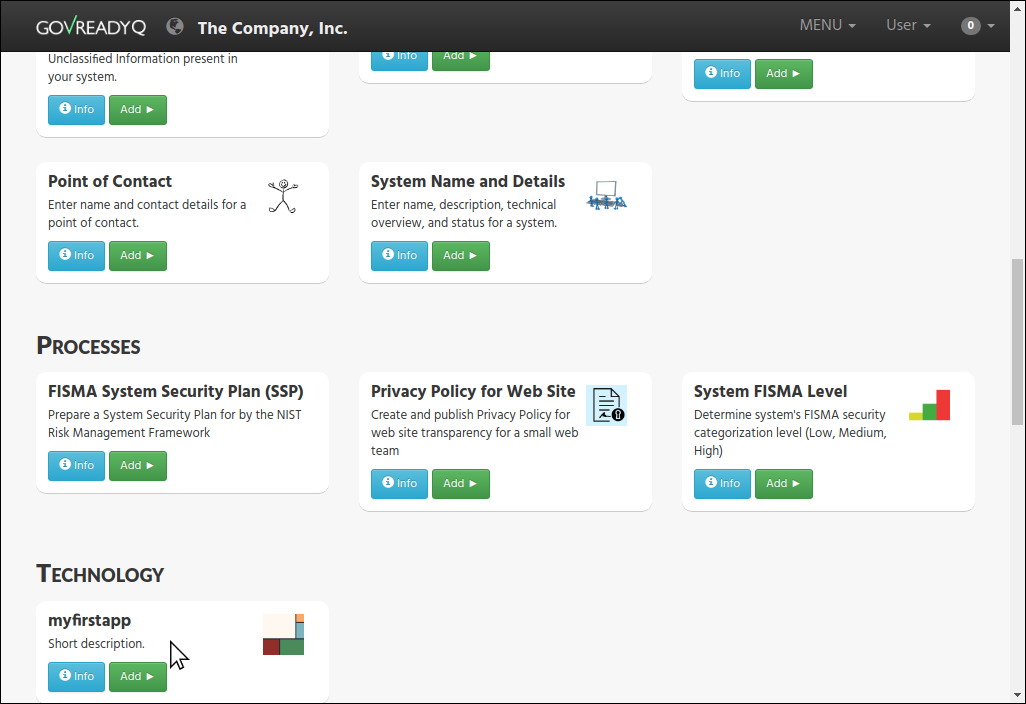 GOVREADYQ The Company, Inc. MENU User 0
Unclassified Information present in
your system.
Info Add ►
Info Add ►
Info Add ►
Point of Contact
Enter name and contact details for a
point of contact.
Info Add ►
System Name and Details
Enter name, description, technical
overview, and status for a system.
Info Add ►
PROCESSES
FISMA System Security Plan (SSP)
Prepare a System Security Plan for by the NIST
Risk Management Framework
Info Add ►
Privacy Policy for Web Site
Create and publish Privacy Policy for
web site transparency for a small web
team
Info Add ►
System FISMA Level
Determine system's FISMA security
categorization level (Low, Medium,
High)
Info Add ►
TECHNOLOGY
myfirstapp
Short description.
Info Add ►